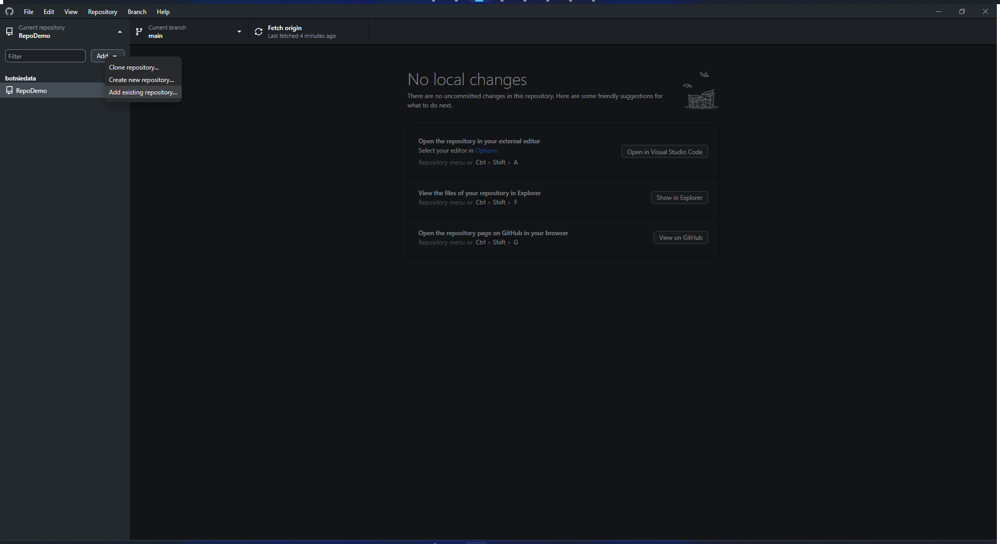 File Edit View Repository Branch Help
Current repository
RepoDemo
Current branch
main
Fetch origin
Last fetched 4 minutes ago
Filter
Add
Clone repository...
Create new repository...
Add existing repository...
botniedata
RepoDemo
No local changes
There are no uncommitted changes in this repository. Here are some friendly suggestions for
what to do next.
Open the repository in your external editor
Select your editor in Options
Repository menu or Ctrl + Shift + A
Open in Visual Studio Code
View the files of your repository in Explorer
Repository menu or Ctrl + Shift + F
Show in Explorer
Open the repository page on GitHub in your browser
Repository menu or Ctrl + Shift + G
View on GitHub